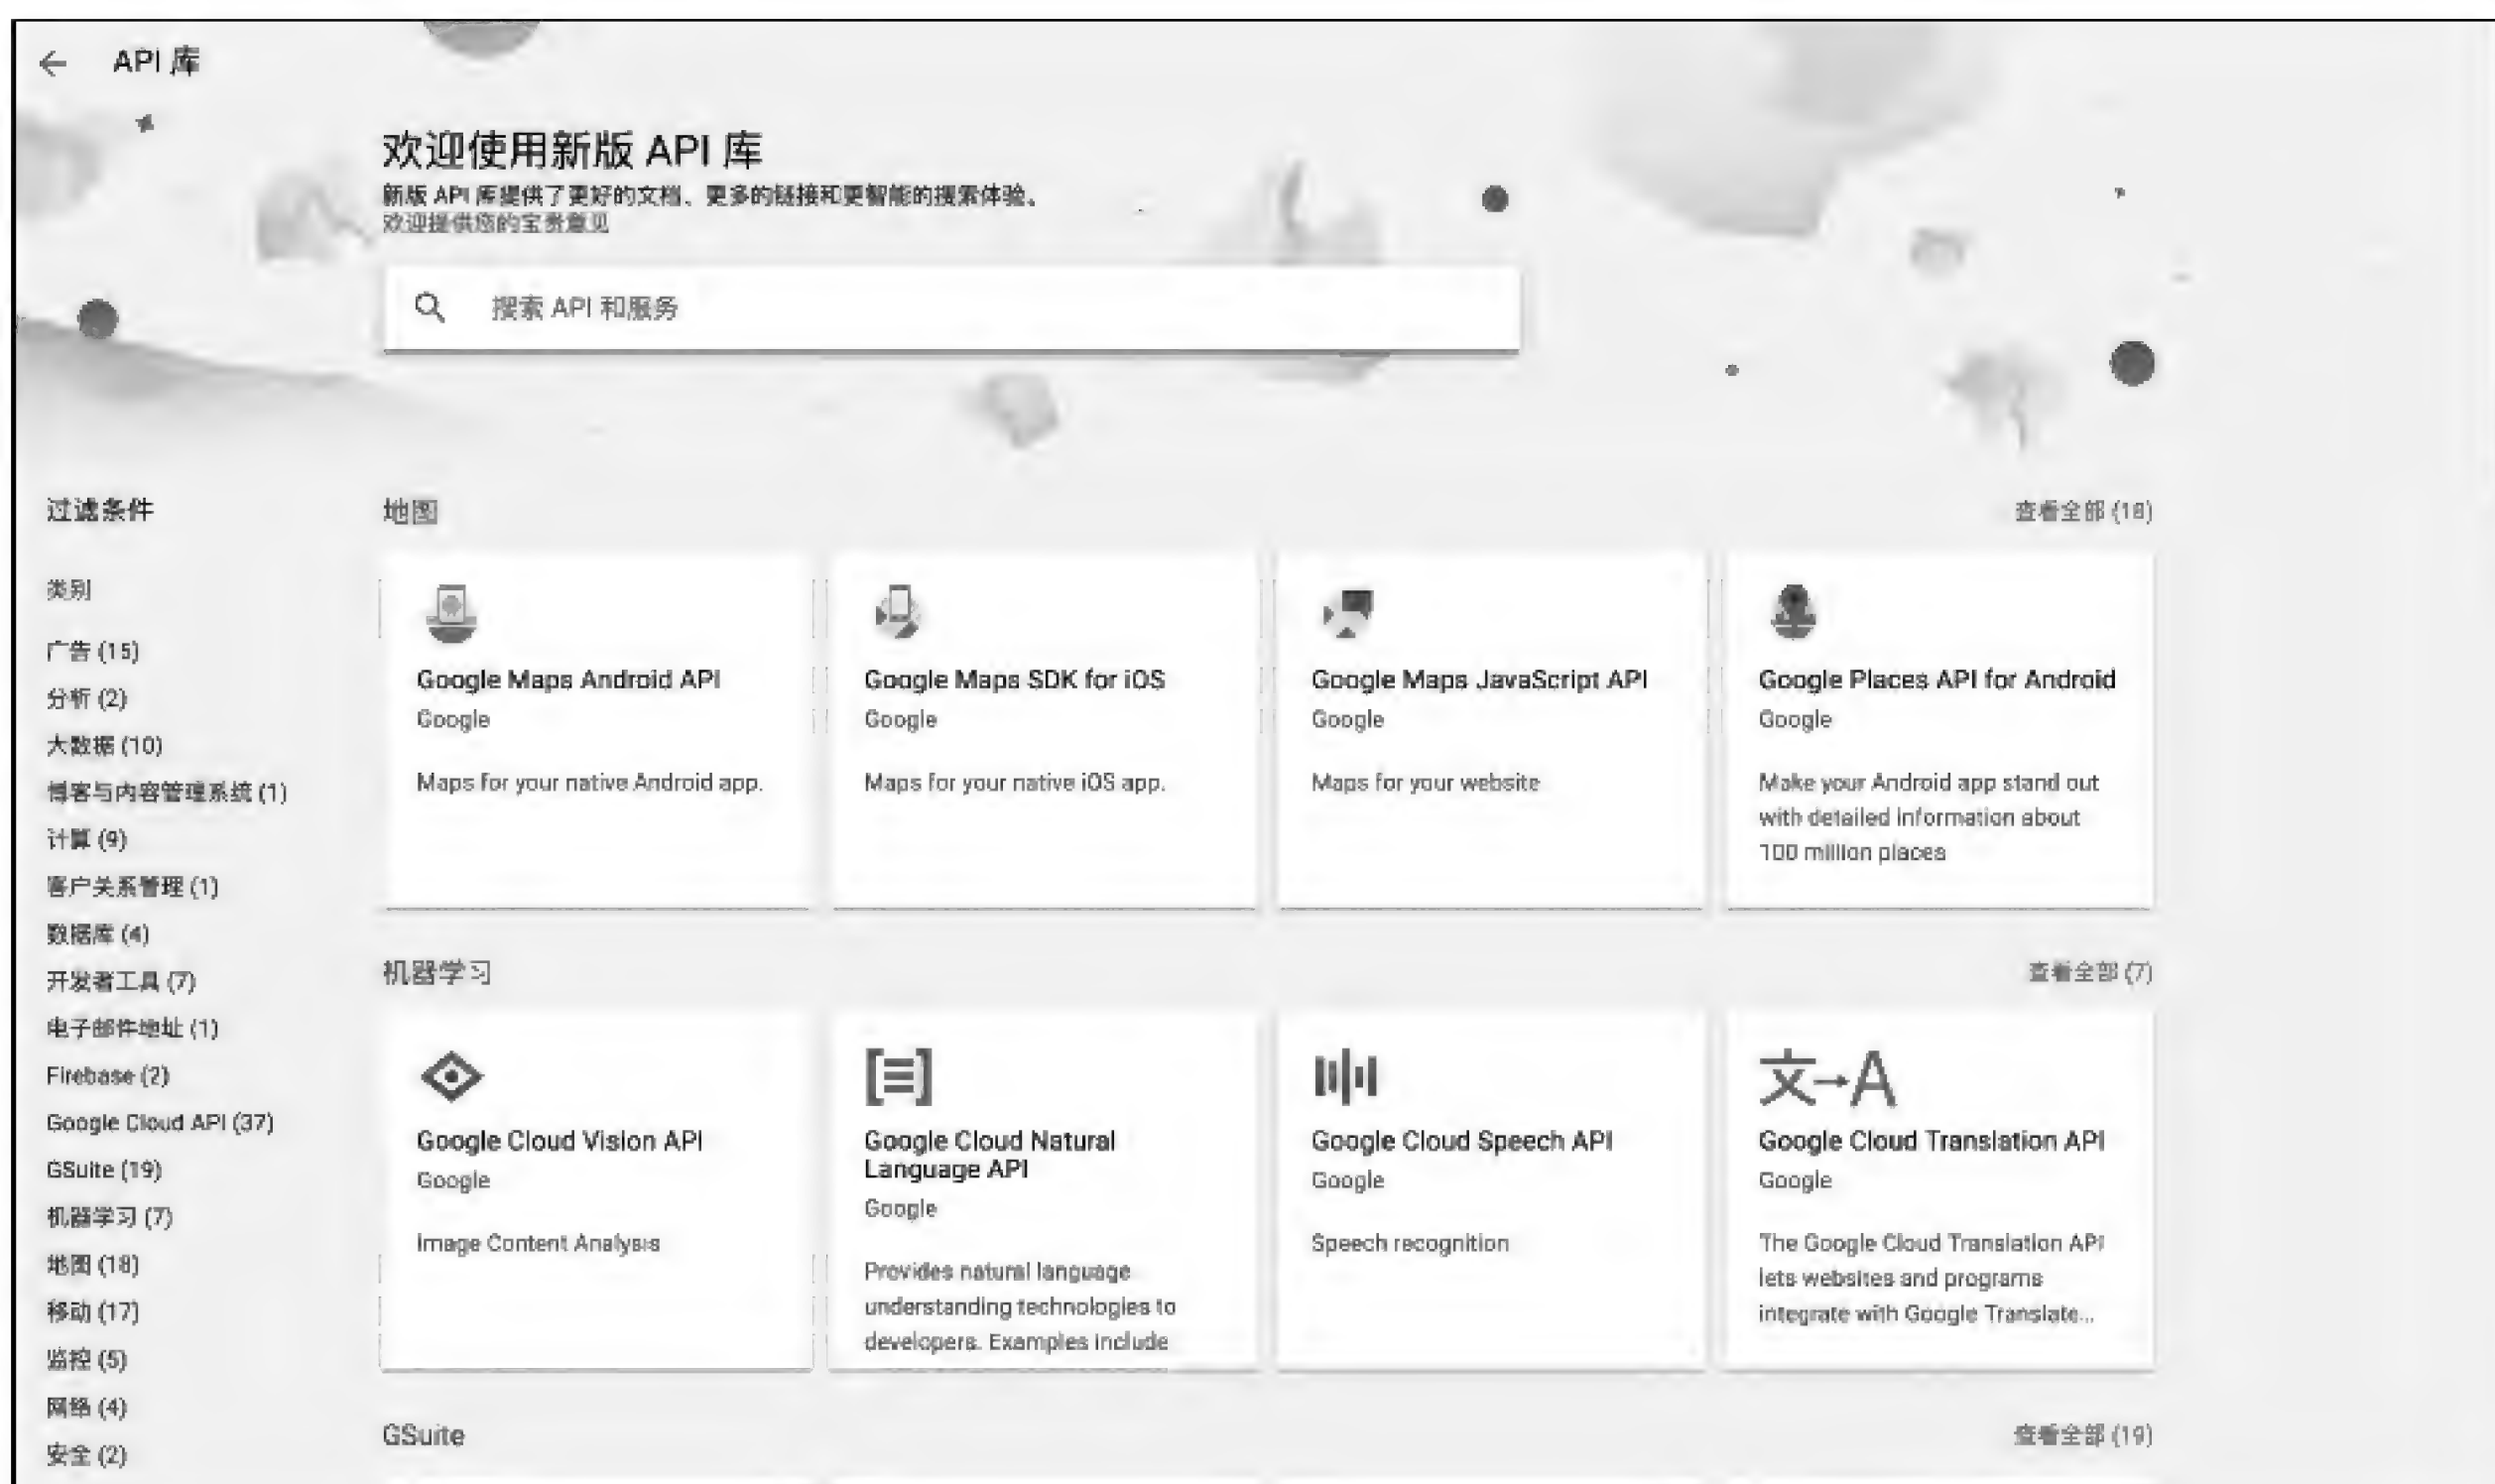 API 库
欢迎使用新版 API 库
新版 API 库提供了更好的文档、更多的链接和更智能的搜索体验。
欢迎提供您的宝贵意见
搜索 API 和服务
过滤条件
类别
广告 (15)
分析 (2)
大数据 (10)
博客与内容管理系统 (1)
计算 (9)
客户关系管理 (1)
数据库 (4)
开发者工具 (7)
电子邮件地址 (1)
Firebase (2)
Google Cloud API (37)
GSuite (19)
机器学习 (7)
地图 (18)
移动 (17)
监控 (5)
网络 (4)
安全 (2)
地图
查看全部 (18)
Google Maps Android API
Google
Maps for your native Android app.
Google Maps SDK for iOS
Google
Maps for your native iOS app.
Google Maps JavaScript API
Google
Maps for your website
Google Places API for Android
Google
Make your Android app stand out
with detailed information about
100 million places
机器学习
查看全部 (7)
Google Cloud Vision API
Google
Image Content Analysis
Google Cloud Natural
Language API
Google
Provides natural language
understanding technologies to
developers. Examples include
Google Cloud Speech API
Google
Speech recognition
文→A
Google Cloud Translation API
Google
The Google Cloud Translation API
lets websites and programs
integrate with Google Translate...
GSuite
查看全部 (19)